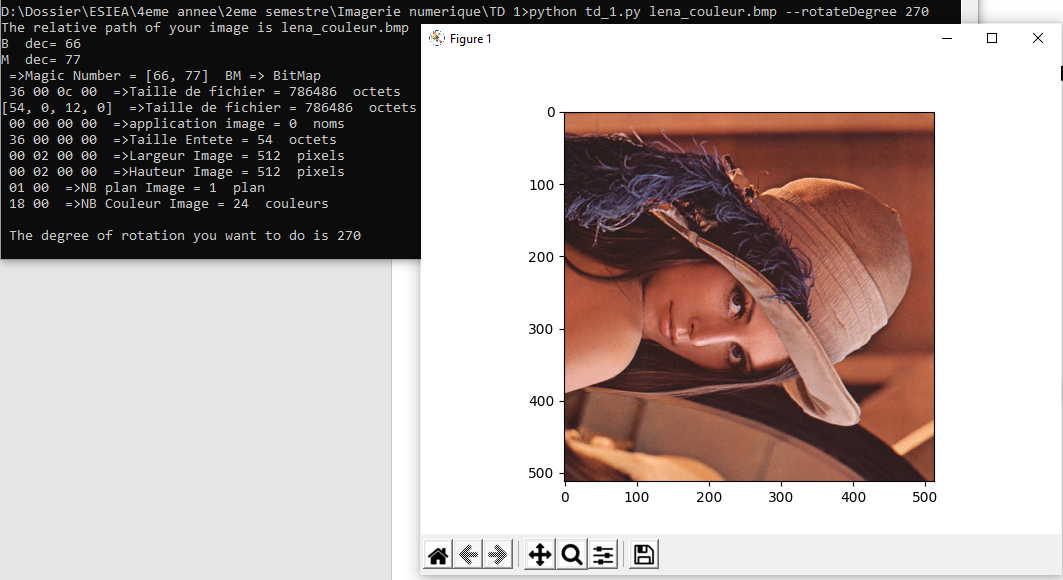 D:\Dossier\ESIEA\4eme annee\2eme semestre\Imagerie numerique\TD 1>python td_1.py lena_couleur.bmp --rotateDegree 270
The relative path of your image is lena_couleur.bmp
B  dec= 66
M  dec= 77
 =>Magic Number = [66, 77]  BM => BitMap
 36 00 0c 00  =>Taille de fichier = 786486  octets
[54, 0, 12, 0]  =>Taille de fichier = 786486  octets
 00 00 00 00  =>application image = 0  noms
 36 00 00 00  =>Taille Entete = 54  octets
 00 02 00 00  =>Largeur Image = 512  pixels
 00 02 00 00  =>Hauteur Image = 512  pixels
 01 00  =>NB plan Image = 1  plan
 18 00  =>NB Couleur Image = 24  couleurs
 The degree of rotation you want to do is 270
Figure 1
0
100
200
300
400
500
0 100 200 300 400 500